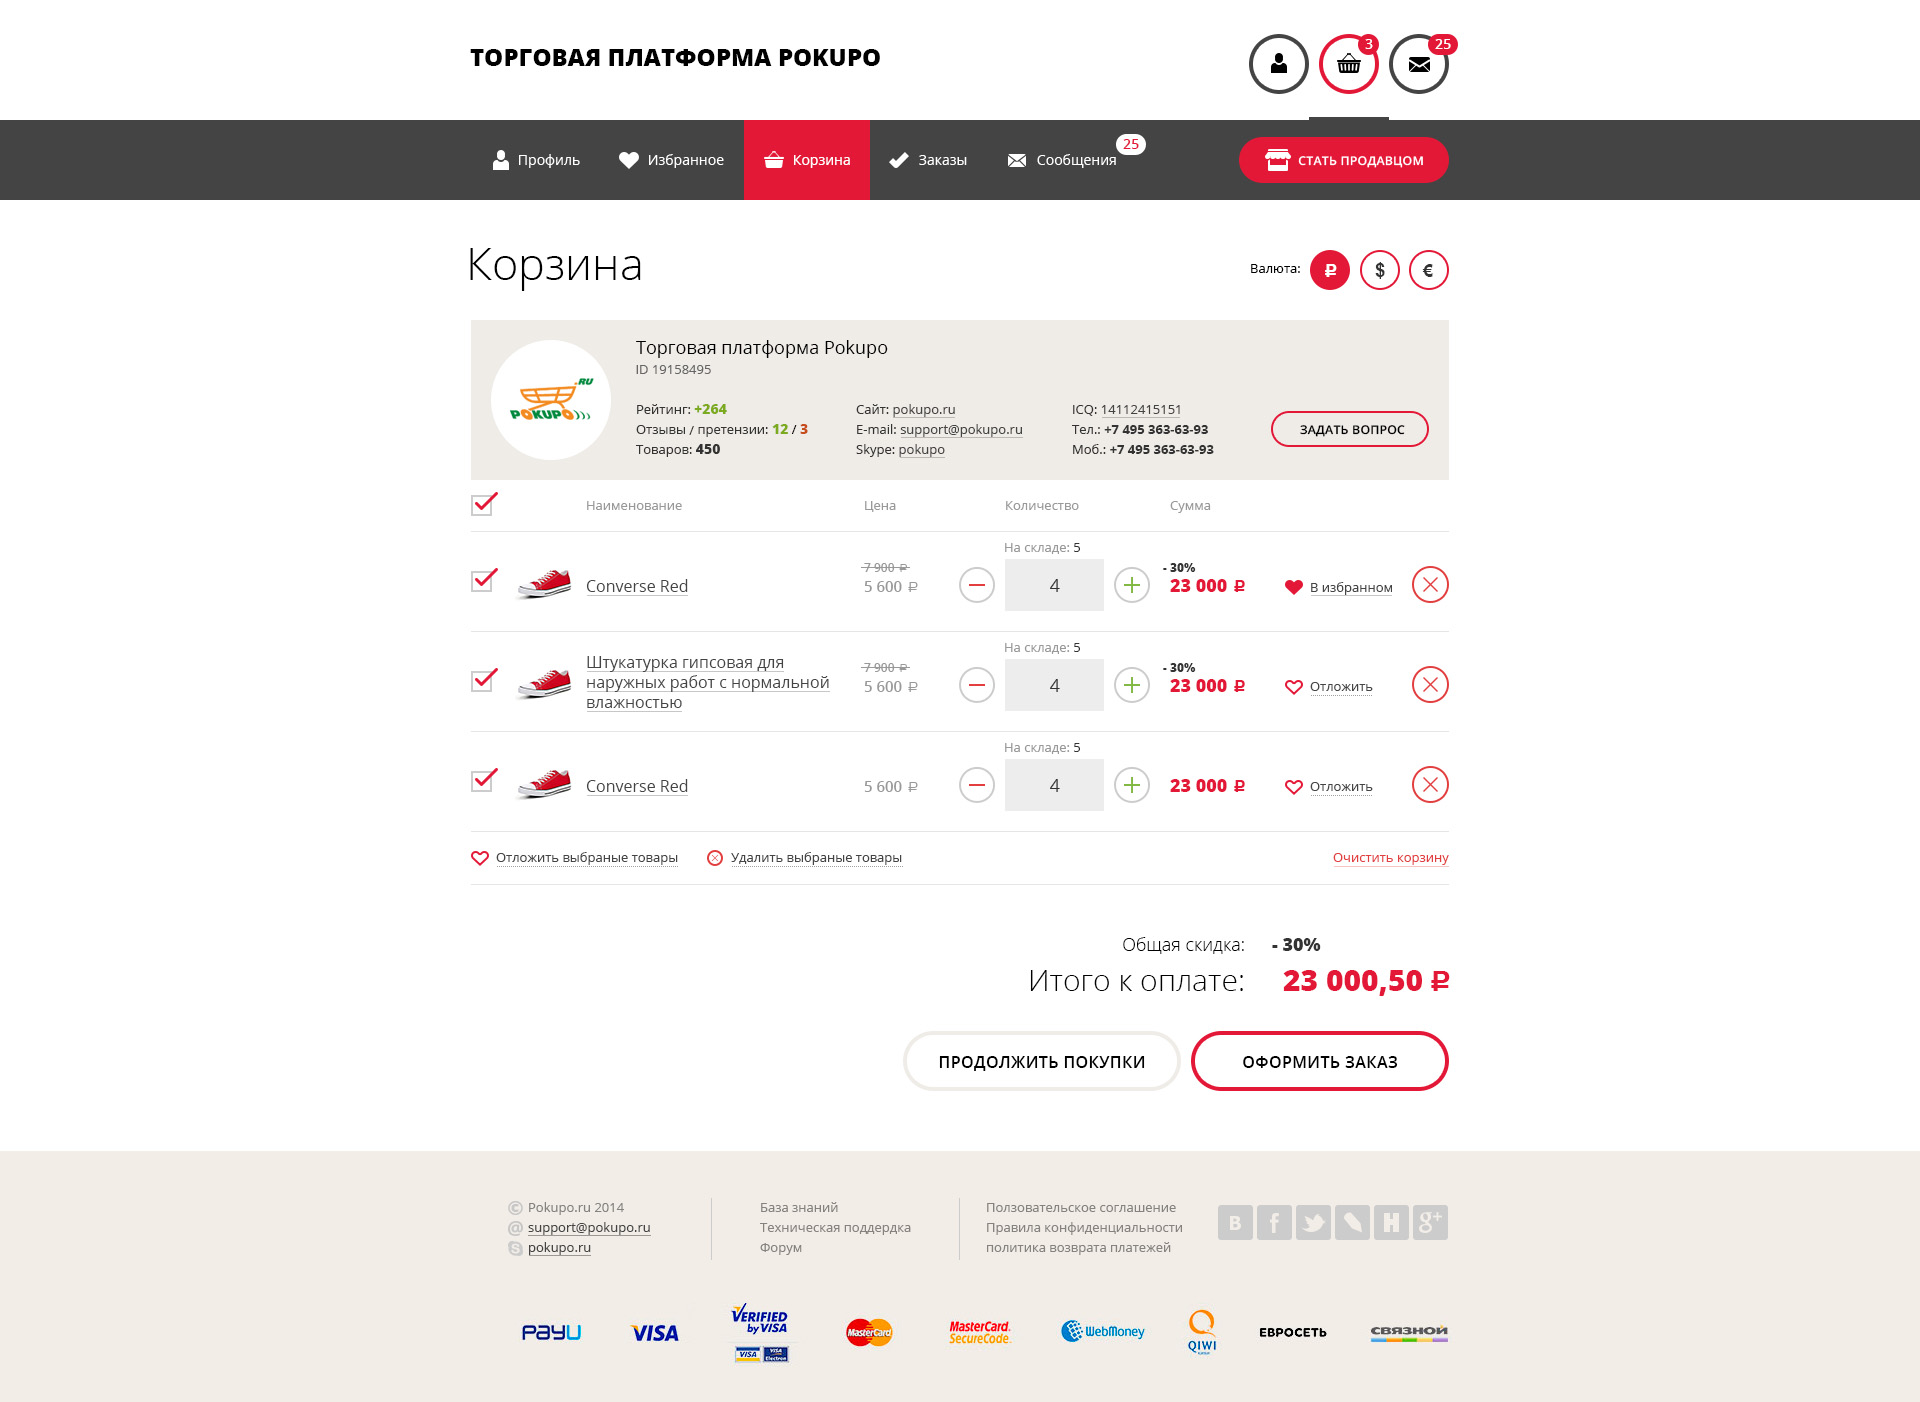 ТОРГОВАЯ ПЛАТФОРМА POKUPO
3
25
Профиль
Избранное
Корзина
Заказы
Сообщения
25
СТАТЬ ПРОДАВЦОМ
Корзина
Валюта:
₽
$
€
POKUPO.RU
Торговая платформа Pokupo
ID 19158495
Рейтинг: +264
Отзывы / претензии: 12 / 3
Товаров: 450
Сайт: pokupo.ru
E-mail: support@pokupo.ru
Skype: pokupo
ICQ: 14112415151
Тел.: +7 495 363-63-93
Моб.: +7 495 363-63-93
ЗАДАТЬ ВОПРОС
Наименование Цена Количество Сумма
На складе: 5
Converse Red
7 900 ₽
5 600 ₽
4
- 30%
23 000 ₽
В избранном
На складе: 5
Штукатурка гипсовая для
наружных работ с нормальной
влажностью
7 900 ₽
5 600 ₽
4
- 30%
23 000 ₽
Отложить
На складе: 5
Converse Red
5 600 ₽
4
23 000 ₽
Отложить
Отложить выбраные товары
Удалить выбраные товары
Очистить корзину
Общая скидка: - 30%
Итого к оплате: 23 000,50 ₽
ПРОДОЛЖИТЬ ПОКУПКИ
ОФОРМИТЬ ЗАКАЗ
© Pokupo.ru 2014
@ support@pokupo.ru
pokupo.ru
База знаний
Техническая поддердка
Форум
Ползовательское соглашение
Правила конфиденциальности
политика возврата платежей
В
f
g+
PayU
VISA
VERIFIED
by VISA
VISA
VISA
Electron
MasterCard
MasterCard.
SecureCode.
WebMoney
QIWI
ЕВРОСЕТЬ
СВЯЗНОЙ